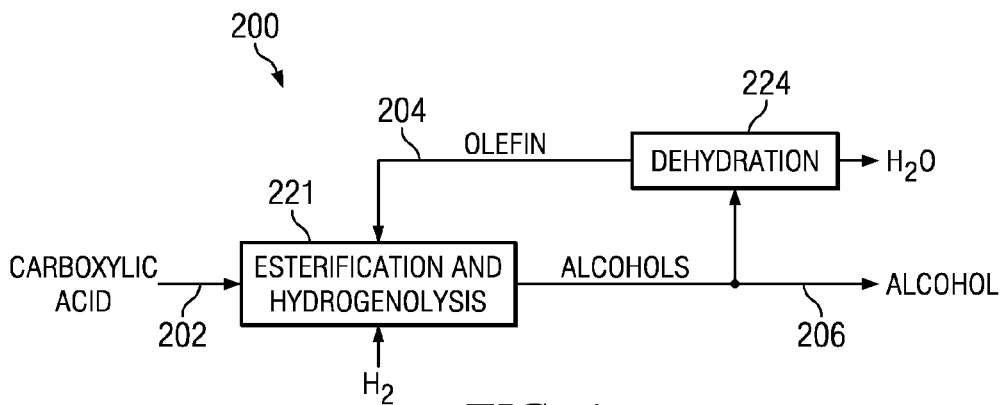 200
204
OLEFIN
224
DEHYDRATION
H₂O
221
CARBOXYLIC
ACID
202
ESTERIFICATION AND
HYDROGENOLYSIS
ALCOHOLS
ALCOHOL
206
H₂